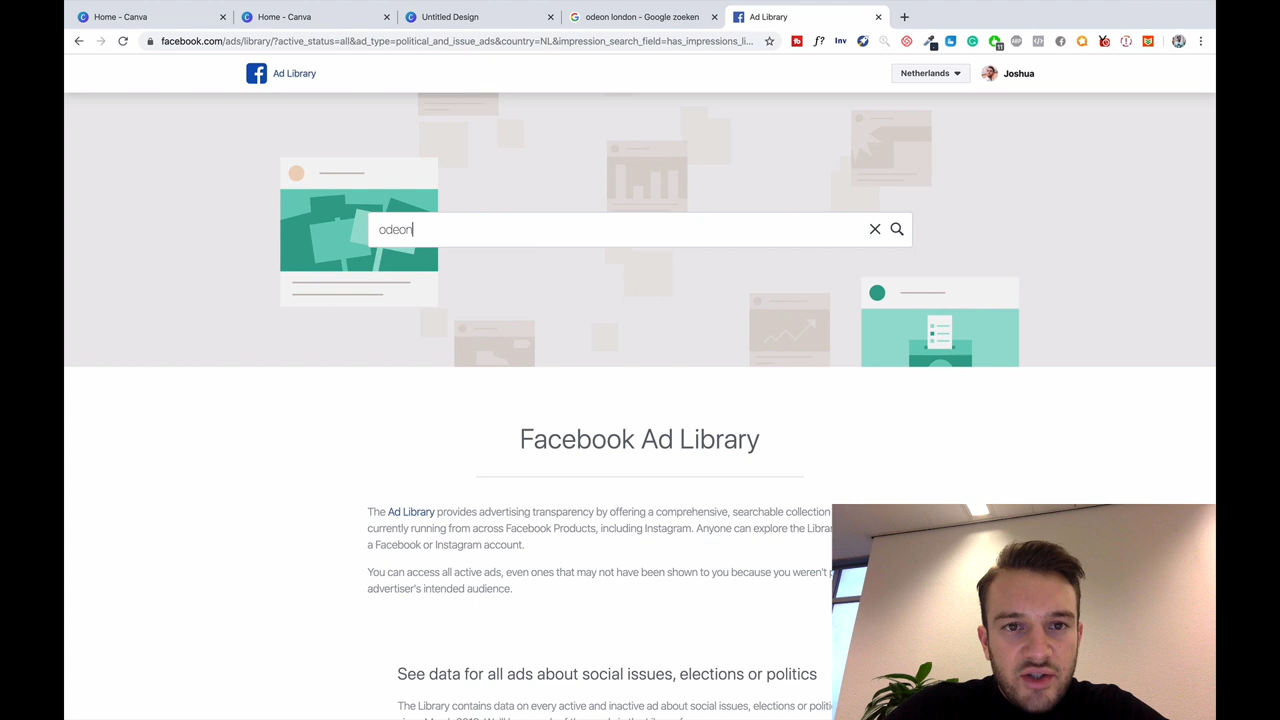 Home - Canva
Home - Canva
Untitled Design
odeon london - Google zoeken
Ad Library
facebook.com/ads/library/?active_status=all&ad_type=political_and_issue_ads&country=NL&impression_search_field=has_impressions_li...
f?
Inv
11
Ad Library
Netherlands
Joshua
odeon
Facebook Ad Library
The Ad Library provides advertising transparency by offering a comprehensive, searchable collection
currently running from across Facebook Products, including Instagram. Anyone can explore the Libra
a Facebook or Instagram account.
You can access all active ads, even ones that may not have been shown to you because you weren't p
advertiser's intended audience.
See data for all ads about social issues, elections or politics
The Library contains data on every active and inactive ad about social issues, elections or politi